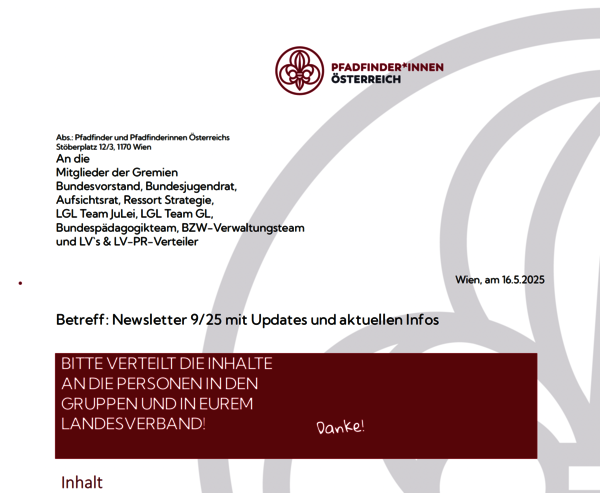 PFADFINDER*INNEN
ÖSTERREICH
Abs.: Pfadfinder und Pfadfinderinnen Österreichs
Stöberplatz 12/3, 1170 Wien
An die
Mitglieder der Gremien
Bundesvorstand, Bundesjugendrat,
Aufsichtsrat, Ressort Strategie,
LGL Team JuLei, LGL Team GL,
Bundespädagogikteam, BZW-Verwaltungsteam
und LV`s & LV-PR-Verteiler
Wien, am 16.5.2025
Betreff: Newsletter 9/25 mit Updates und aktuellen Infos
BITTE VERTEILT DIE INHALTE
AN DIE PERSONEN IN DEN
GRUPPEN UND IN EUREM
LANDESVERBAND!
Danke!
Inhalt